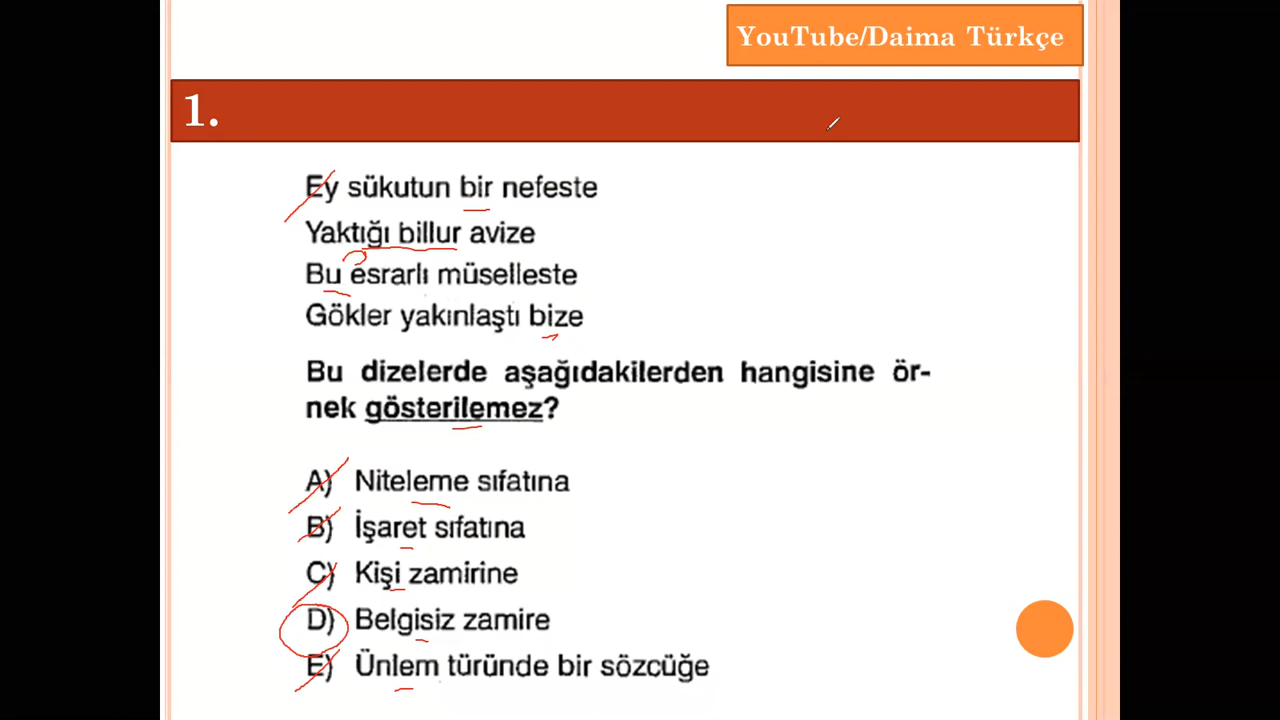 YouTube/Daima Türkçe
1.
Ey sükutun bir nefeste
Yaktığı billur avize
Bu esrarlı müselleste
Gökler yakınlaştı bize
Bu dizelerde aşağıdakilerden hangisine ör-
nek gösterilemez?
A) Niteleme sıfatına
B) İşaret sıfatına
C) Kişi zamirine
D) Belgisiz zamire
E) Ünlem türünde bir sözcüğe